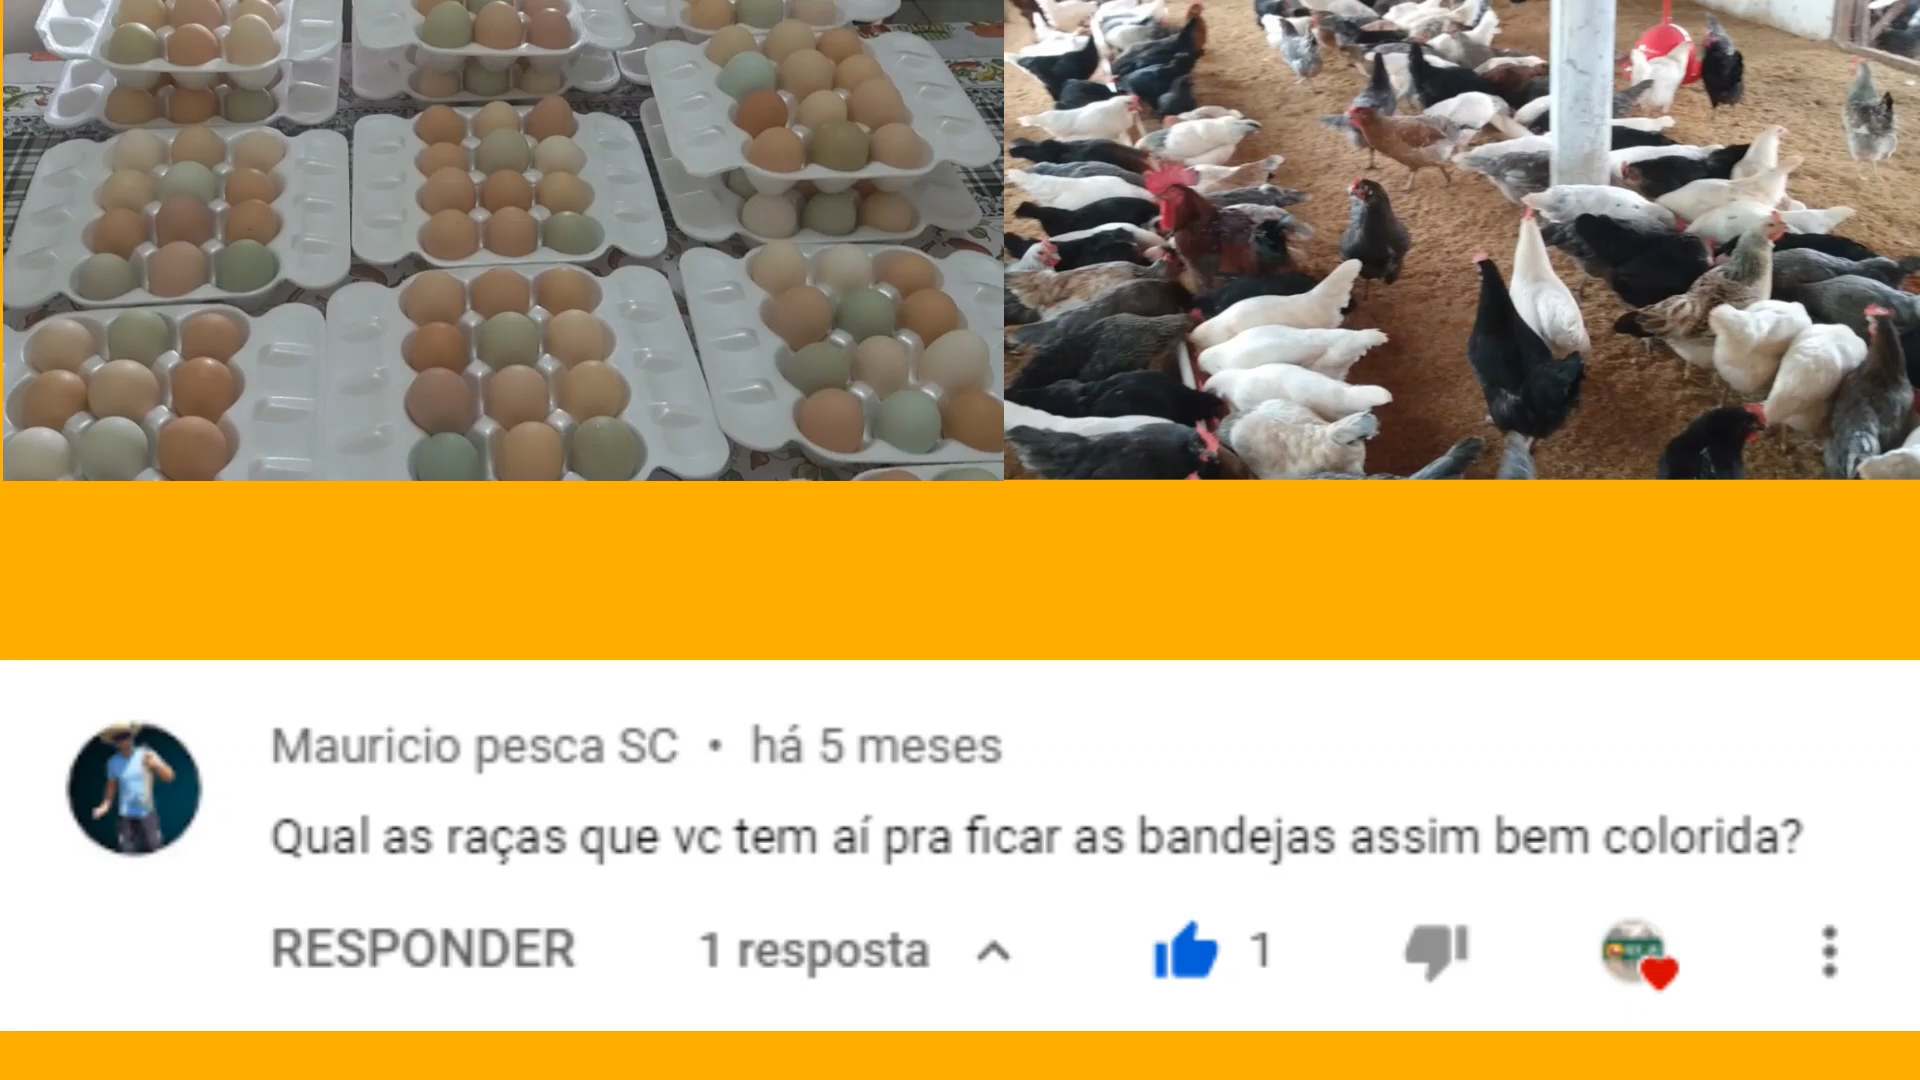 Mauricio pesca SC • há 5 meses
Qual as raças que vc tem aí pra ficar as bandejas assim bem colorida?
RESPONDER 1 resposta 1